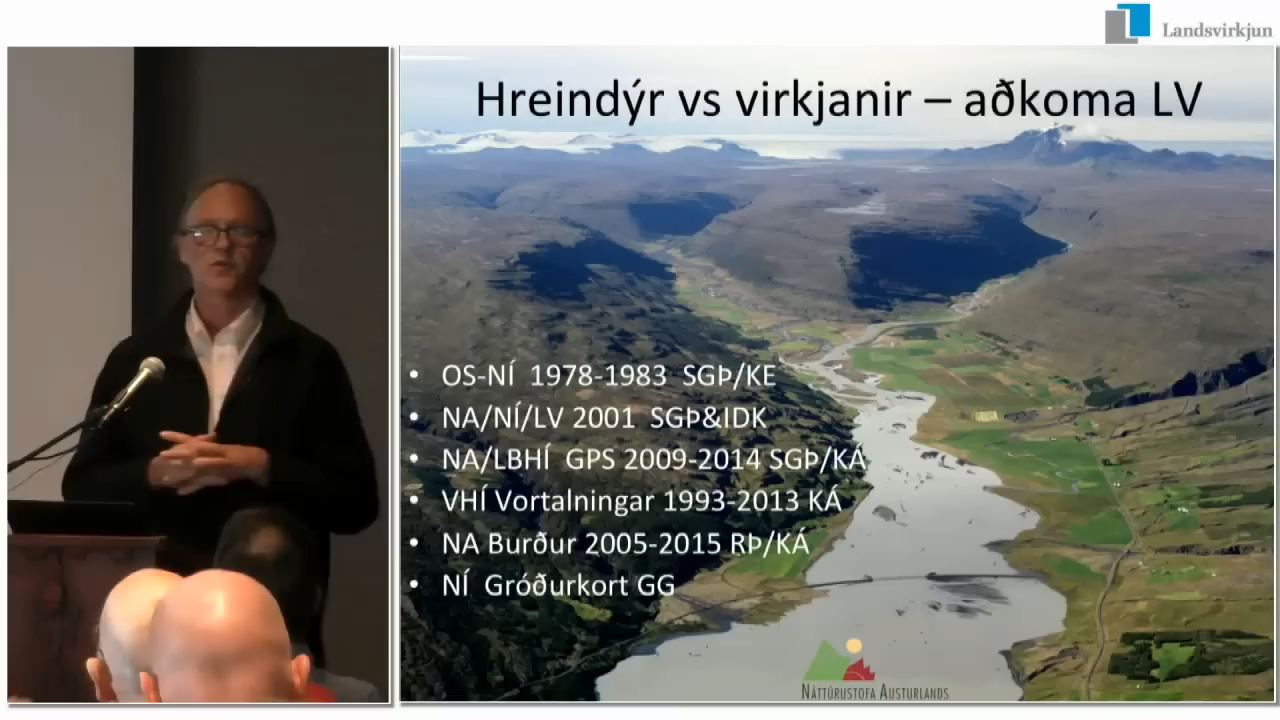 Landsvirkjun
Hreindýr vs virkjanir – aðkoma LV
• OS-NÍ 1978-1983 SGÞ/KE
• NA/NÍ/LV 2001 SGÞ&IDK
• NA/LBHÍ GPS 2009-2014 SGÞ/KÁ
• VHÍ Vortalningar 1993-2013 KÁ
• NA Burður 2005-2015 RÞ/KÁ
• NÍ Gróðurkort GG
NÁTTÚRUSTOFA AUSTURLANDS